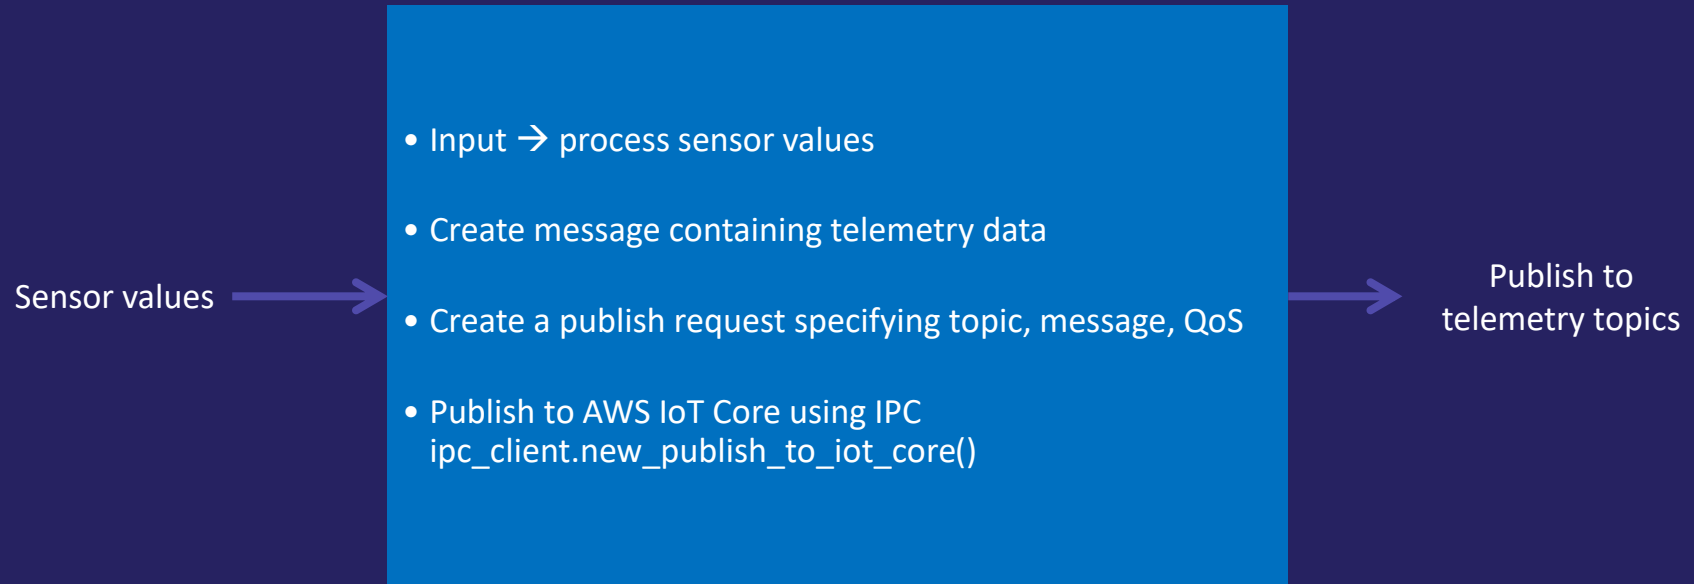 Sensor values
• Input → process sensor values
• Create message containing telemetry data
• Create a publish request specifying topic, message, QoS
• Publish to AWS IoT Core using IPC
ipc_client.new_publish_to_iot_core()
Publish to
telemetry topics